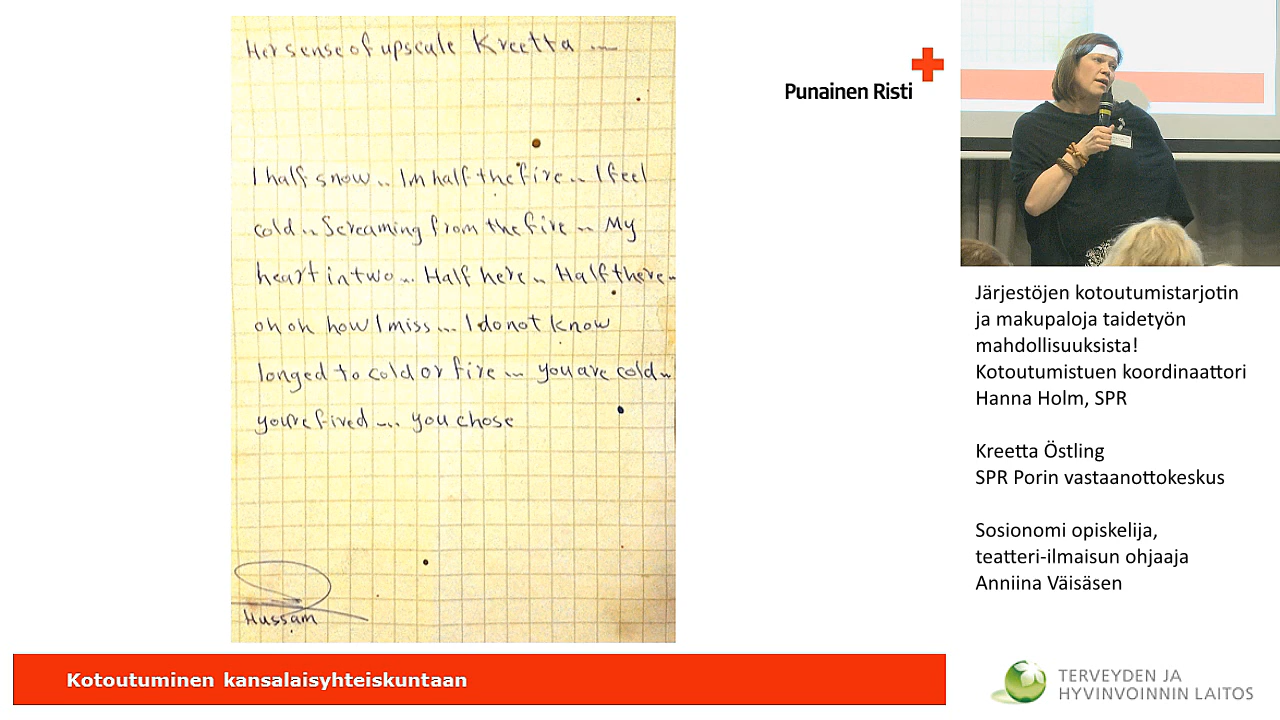 Her sense of upscale Kreetta ...
I half snow .. Im half the fire .. I feel
cold .. Screaming from the fire .. My
heart in two ... Half here .. Half there ..
oh oh how I miss ... I do not know
longed to cold or fire ... you are cold ..
you're fired .... you chose
Hussam
Punainen Risti
Järjestöjen kotoutumistarjotin
ja makupaloja taidetyön
mahdollisuuksista!
Kotoutumistuen koordinaattori
Hanna Holm, SPR
Kreetta Östling
SPR Porin vastaanottokeskus
Sosionomi opiskelija,
teatteri-ilmaisun ohjaaja
Anniina Väisäsen
Kotoutuminen kansalaisyhteiskuntaan
TERVEYDEN JA
HYVINVOINNIN LAITOS